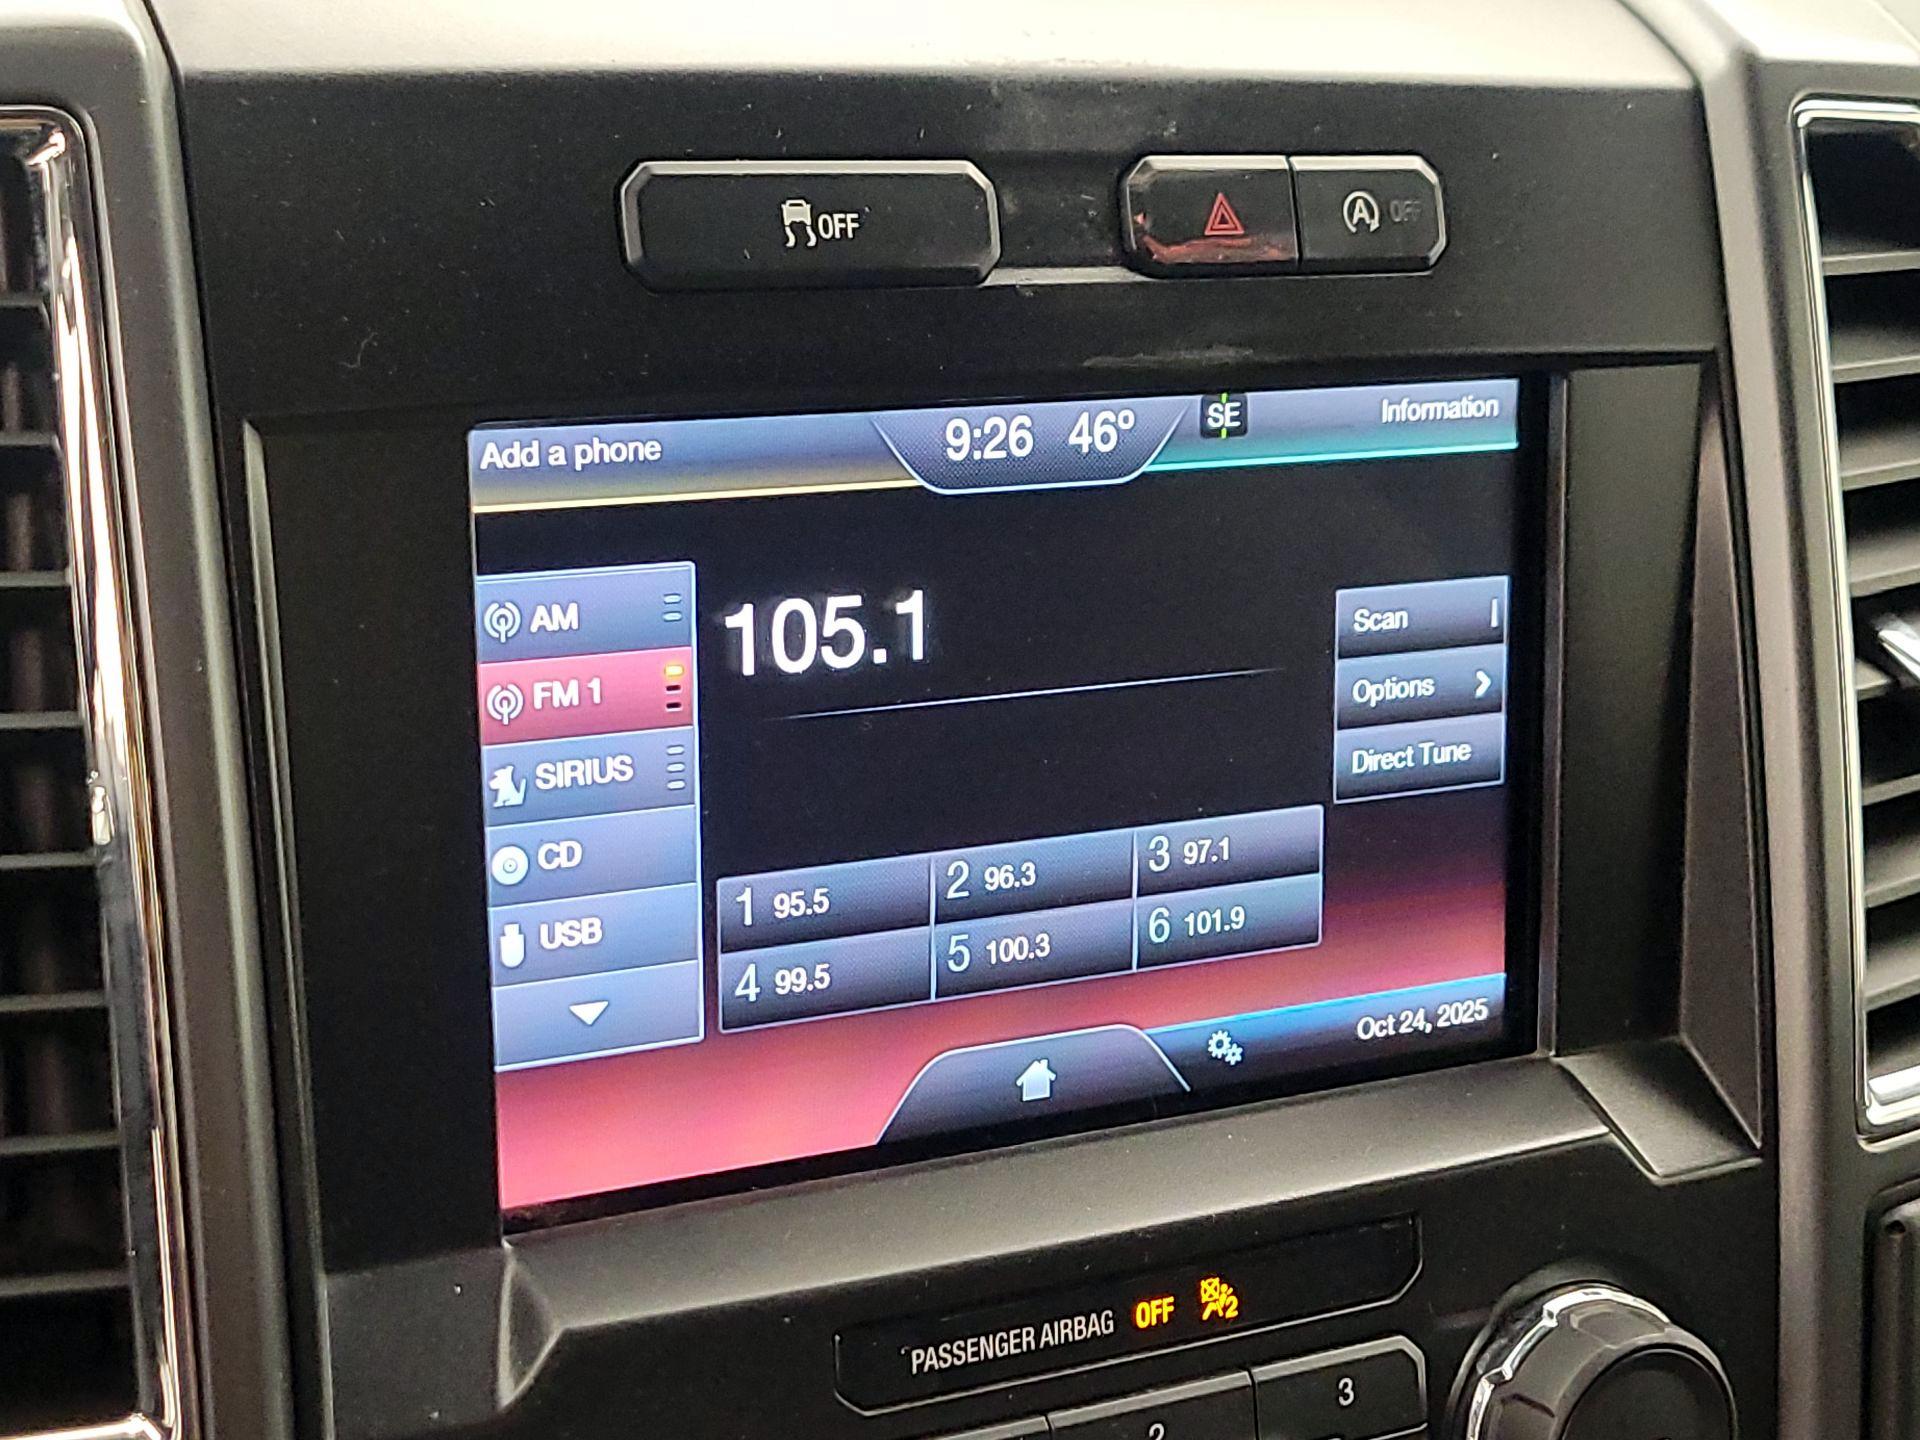 OFF
A OFF
Add a phone
9:26 46°
SE
Information
AM
FM 1
SIRIUS
CD
USB
105.1
Scan
Options
Direct Tune
1 95.5
2 96.3
3 97.1
4 99.5
5 100.3
6 101.9
Oct 24, 2025
PASSENGER AIRBAG OFF 2
2
3